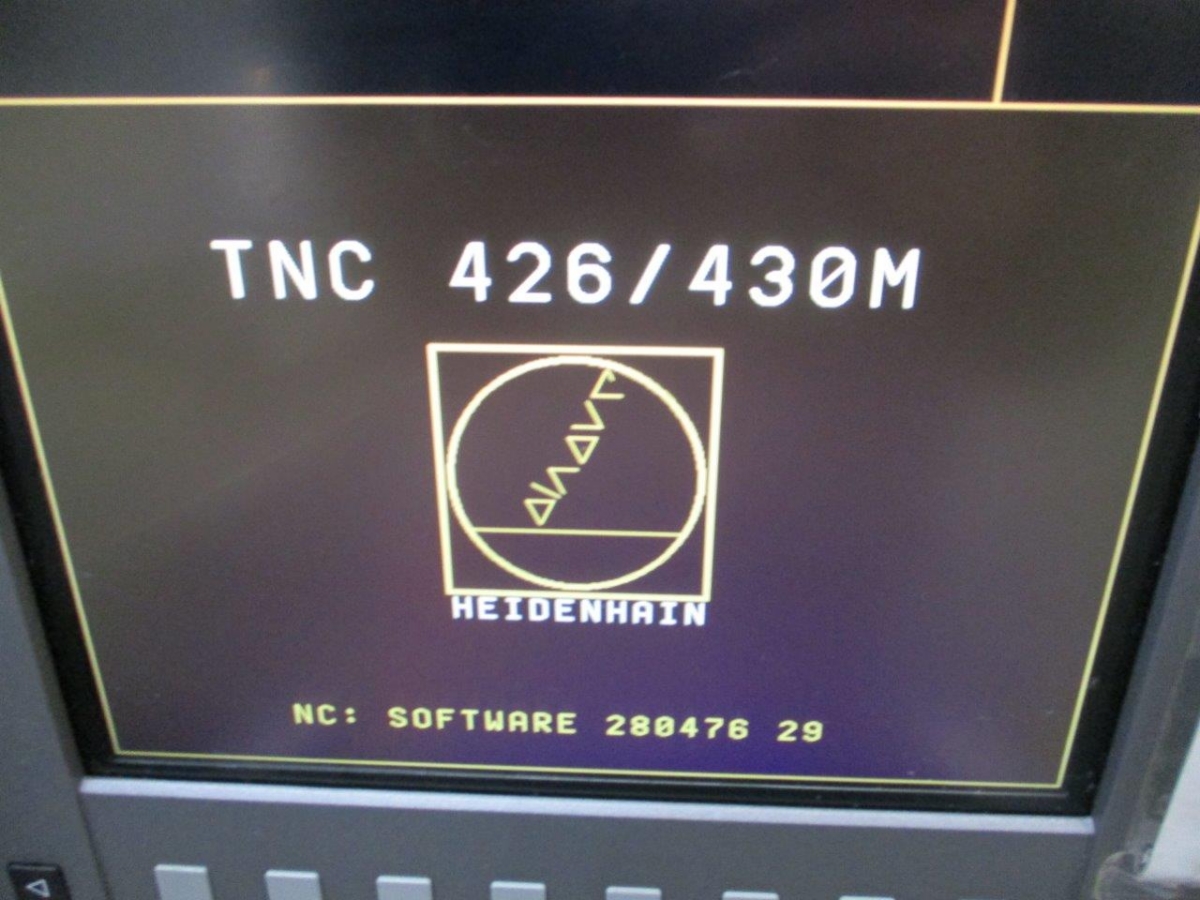 TNC 426/430M
HEIDENHAIN
NC: SOFTWARE 280476 29